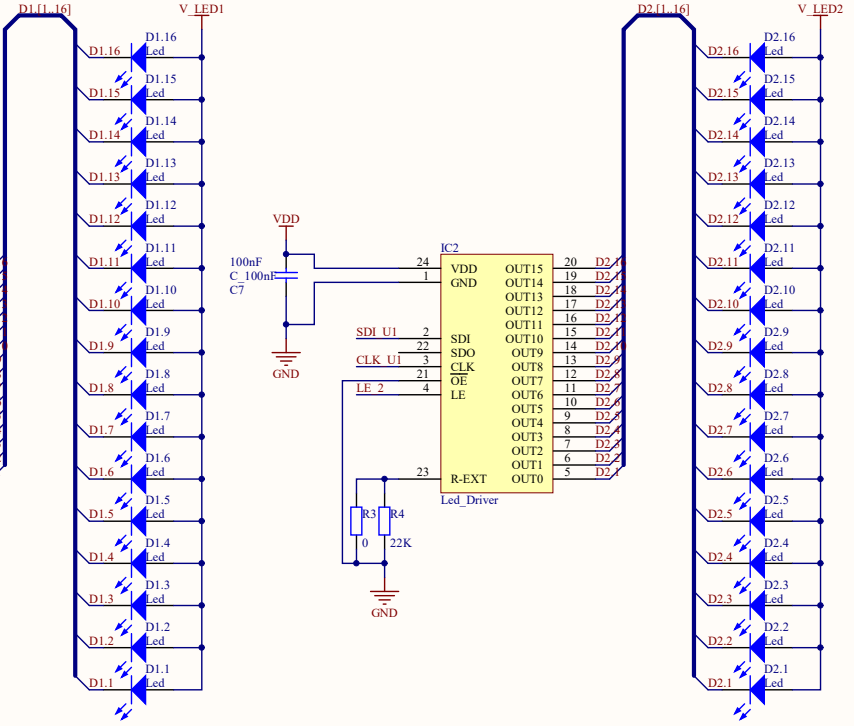 D1.[1..16]
V_LED1
D1.16
D1.16
Led
D1.15
D1.15
Led
D1.14
D1.14
Led
D1.13
D1.13
Led
D1.12
D1.12
Led
D1.11
D1.11
Led
D1.10
D1.10
Led
D1.9
D1.9
Led
D1.8
D1.8
Led
D1.7
D1.7
Led
D1.6
D1.6
Led
D1.5
D1.5
Led
D1.4
D1.4
Led
D1.3
D1.3
Led
D1.2
D1.2
Led
D1.1
D1.1
Led
VDD
100nF
C_100nF
C7
GND
IC2
24 VDD
1 GND
SDI_U1 2 SDI
22 SDO
CLK_U1 3 CLK
21 OE
LE_2 4 LE
23 R-EXT
OUT15 20
OUT14 19
OUT13 18
OUT12 17
OUT11 16
OUT10 15
OUT9 14
OUT8 13
OUT7 12
OUT6 11
OUT5 10
OUT4 9
OUT3 8
OUT2 7
OUT1 6
OUT0 5
Led_Driver
R3
0
R4
22K
GND
D2.[1..16]
V_LED2
D2.16
D2.16
Led
D2.15
D2.15
Led
D2.14
D2.14
Led
D2.13
D2.13
Led
D2.12
D2.12
Led
D2.11
D2.11
Led
D2.10
D2.10
Led
D2.9
D2.9
Led
D2.8
D2.8
Led
D2.7
D2.7
Led
D2.6
D2.6
Led
D2.5
D2.5
Led
D2.4
D2.4
Led
D2.3
D2.3
Led
D2.2
D2.2
Led
D2.1
D2.1
Led